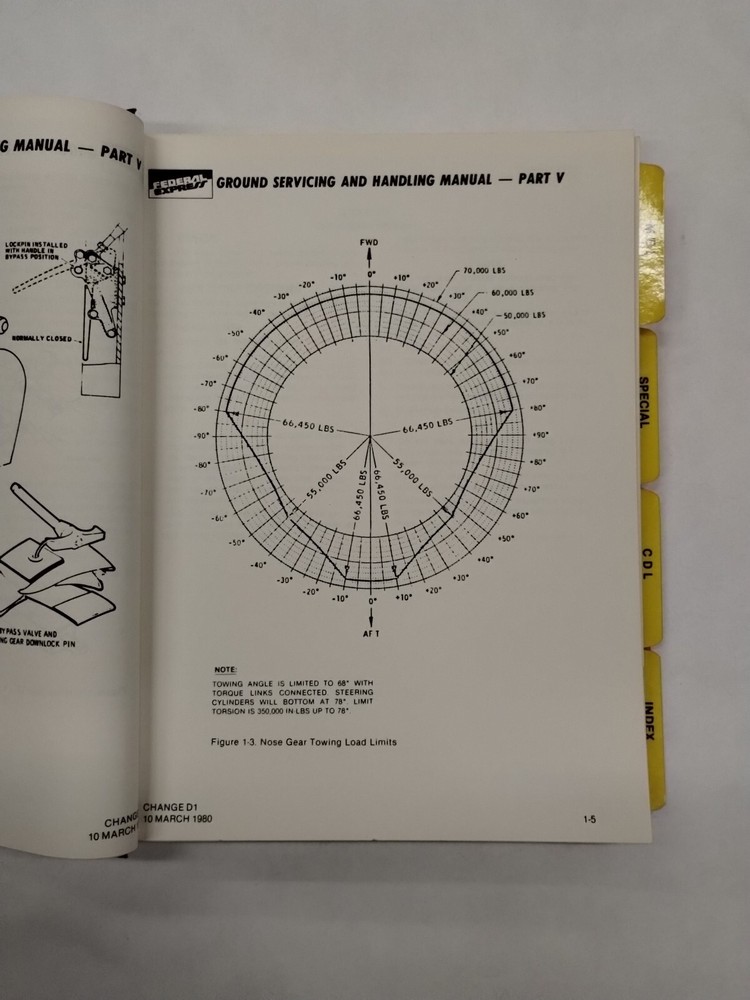 G MANUAL — PART V
LOCKPIN INSTALLED
WITH HANDLE IN
BYPASS POSITION
NORMALLY CLOSED
YPASS VALVE AND
NG GEAR DOWNLOCK PIN
CHANG
10 MARCH
FEDERAL
EXPRESS
GROUND SERVICING AND HANDLING MANUAL — PART V
FWD
0°
-10°
+10°
-20°
+20°
-30°
+30°
-40°
+40°
-50°
+50°
-60°
+60°
-70°
+70°
-80°
+80°
-90°
+90°
-80°
+80°
-70°
+70°
-60°
+60°
-50°
+50°
-40°
+40°
-30°
+30°
-20°
+20°
-10°
+10°
0°
AFT
70,000 LBS
60,000 LBS
50,000 LBS
66,450 LBS
66,450 LBS
55,000 LBS
66,450 LBS
66,450 LBS
55,000 LBS
NOTE:
TOWING ANGLE IS LIMITED TO 68° WITH
TORQUE LINKS CONNECTED. STEERING
CYLINDERS WILL BOTTOM AT 78°. LIMIT
TORSION IS 350,000 IN-LBS UP TO 78°.
Figure 1-3. Nose Gear Towing Load Limits
CHANGE D1
10 MARCH 1980
1-5
SPECIAL
CDL
INDEX